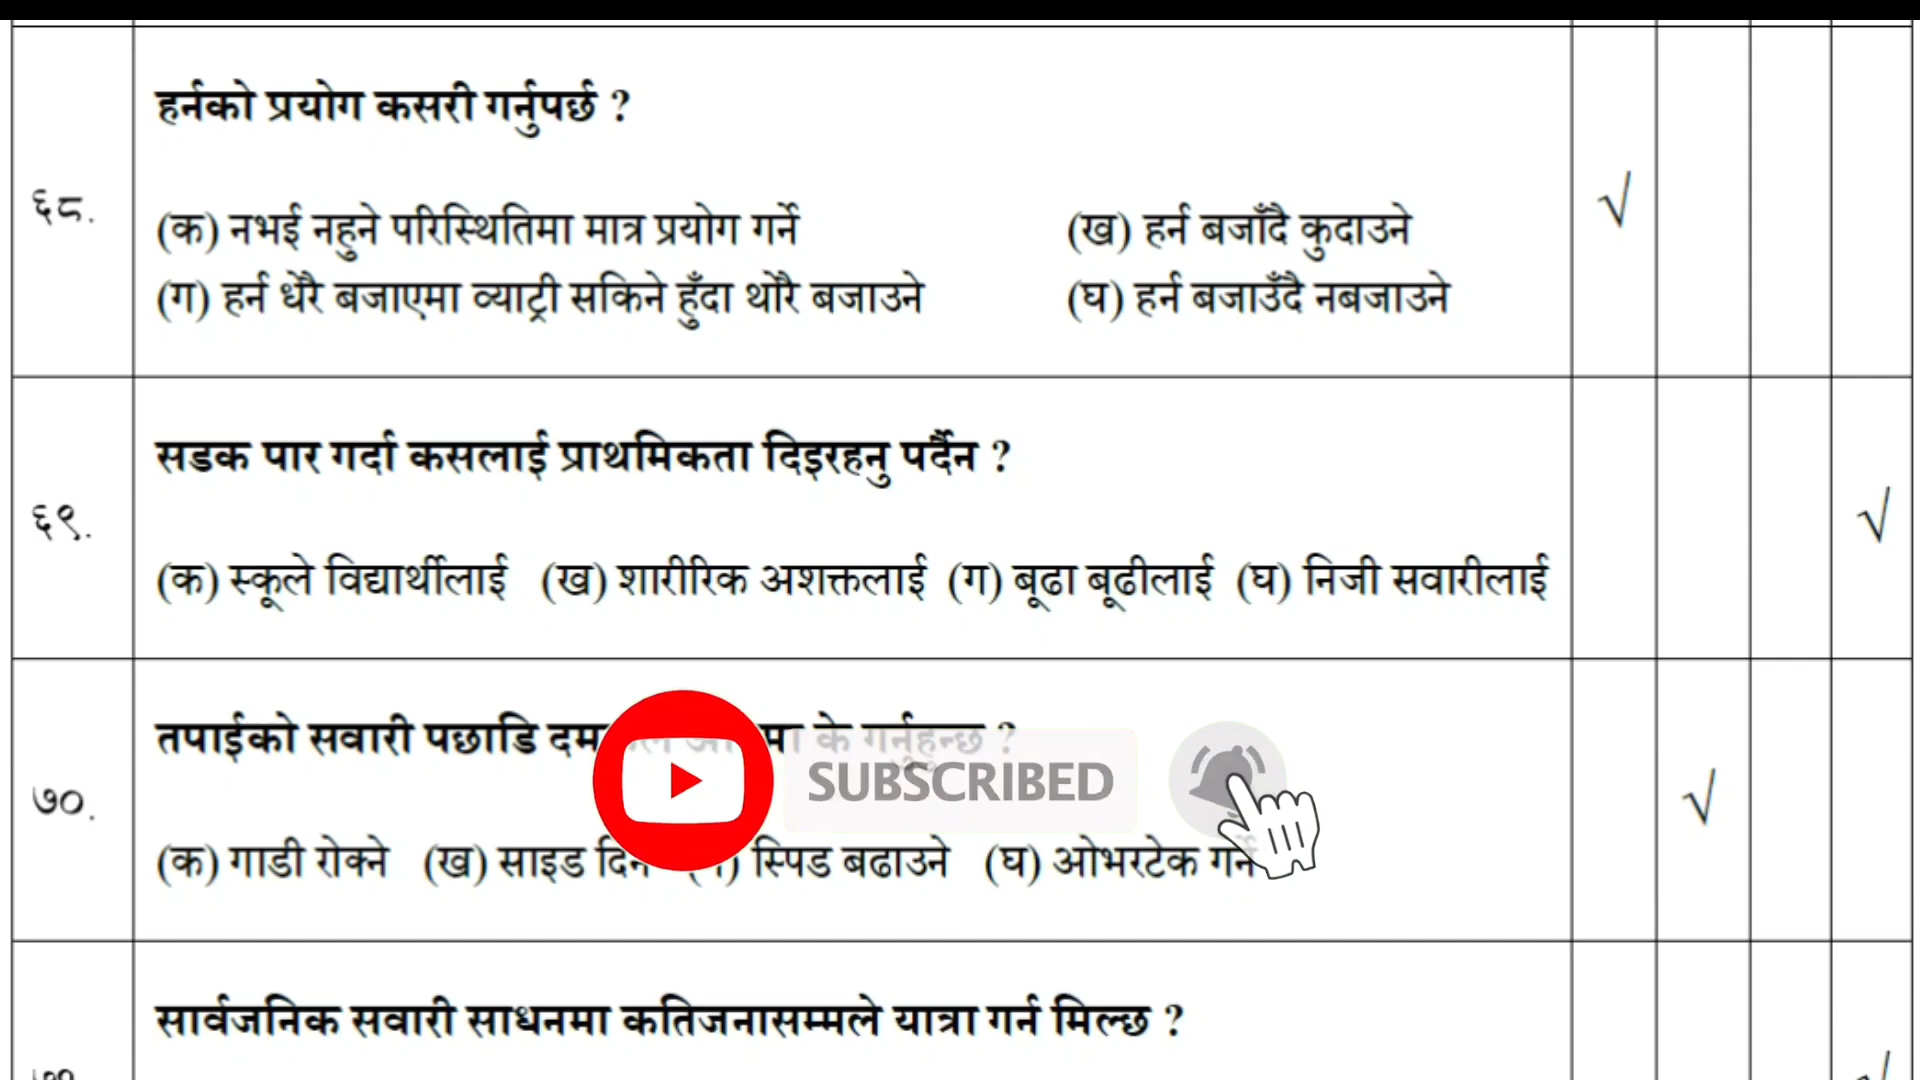 हर्नको प्रयोग कसरी गर्नुपर्छ ?
६८.
(क) नभई नहुने परिस्थितिमा मात्र प्रयोग गर्ने (ख) हर्न बजाँदै कुदाउने
(ग) हर्न धेरै बजाएमा व्याट्री सकिने हुँदा थोरै बजाउने (घ) हर्न बजाउँदै नबजाउने
√
सडक पार गर्दा कसलाई प्राथमिकता दिइरहनु पर्दैन ?
६९.
(क) स्कूले विद्यार्थीलाई (ख) शारीरिक अशक्तलाई (ग) बूढा बूढीलाई (घ) निजी सवारीलाई
√
तपाईको सवारी पछाडि के गर्नुहुन्छ ?
SUBSCRIBED
७०.
(क) गाडी रोक्ने (ख) साइड स्पिड बढाउने (घ) ओभरटेक
√
सार्वजनिक सवारी साधनमा कतिजनासम्मले यात्रा गर्न मिल्छ ?
√